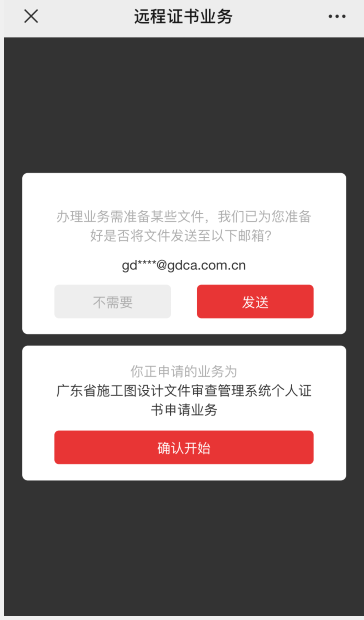 远程证书业务
办理业务需准备某些文件，我们已为您准备
好是否将文件发送至以下邮箱？
gd****@gdca.com.cn
不需要
发送
你正申请的业务为
广东省施工图设计文件审查管理系统个人证
书申请业务
确认开始